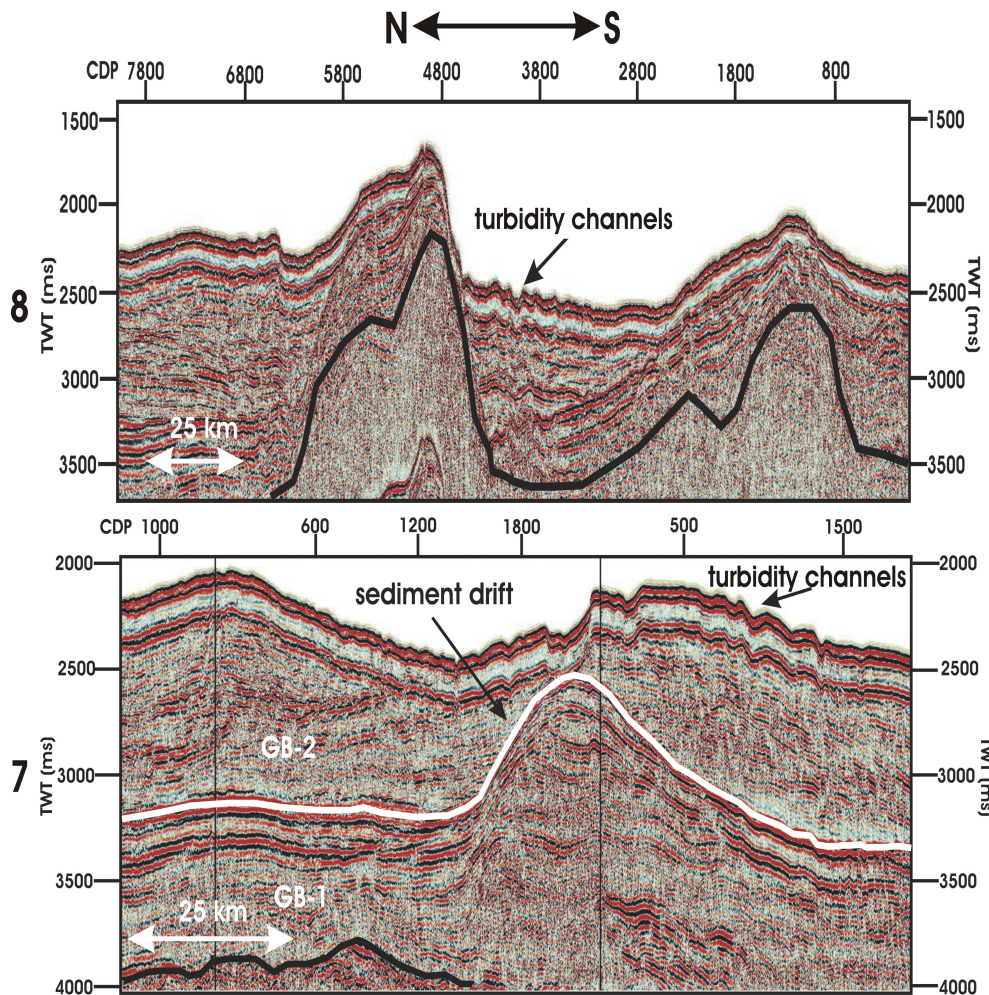 N S
CDP 7800 6800 5800 4800 3800 2800 1800 800
1500 1500
turbidity channels
2000 2000
8 TWT (ms) 2500 2500 TWT (ms)
3000 3000
25 km
3500 3500
CDP 1000 600 1200 1800 500 1500
2000 2000
turbidity channels
sediment drift
2500 2500
GB-2
7 TWT (ms) 3000 3000 TWT (ms)
3500 3500
GB-1
25 km
4000 4000